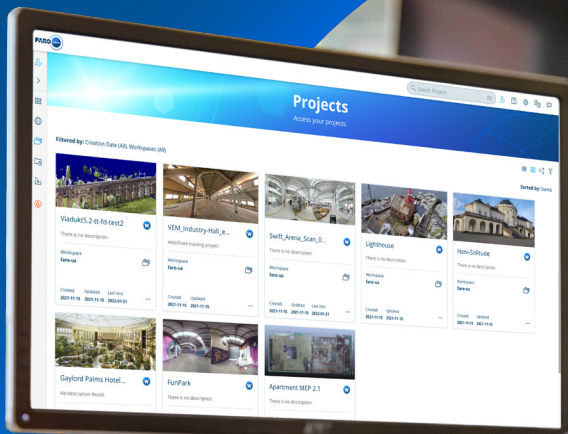 FARO
Search Projects
Projects
Access your projects.
Filtered by: Creation Date (All), Workspaces (All)
Sorted by: Name
Viadukt5.2-tt-fd-test2
There is no description.
Workspace
faro-us
Created Updated Last Visit
2021-11-15 2021-11-15 2022-01-31
VEM_Industry-Hall_e...
WebShare training project
Workspace
faro-us
Created Updated
2021-11-15 2021-11-15
Swift_Arena_Scan_0...
There is no description.
Workspace
faro-us
Created Updated Last Visit
2021-11-15 2021-11-15 2022-01-31
Lighthouse
There is no description.
Workspace
faro-us
Created Updated
2021-11-15 2021-11-15
Hani-Solitude
There is no description.
Workspace
faro-us
Created Updated
2021-11-15 2021-11-15
Gaylord Palms Hotel...
No description found.
FunPark
There is no description.
Apartment MEP 2.1
There is no description.